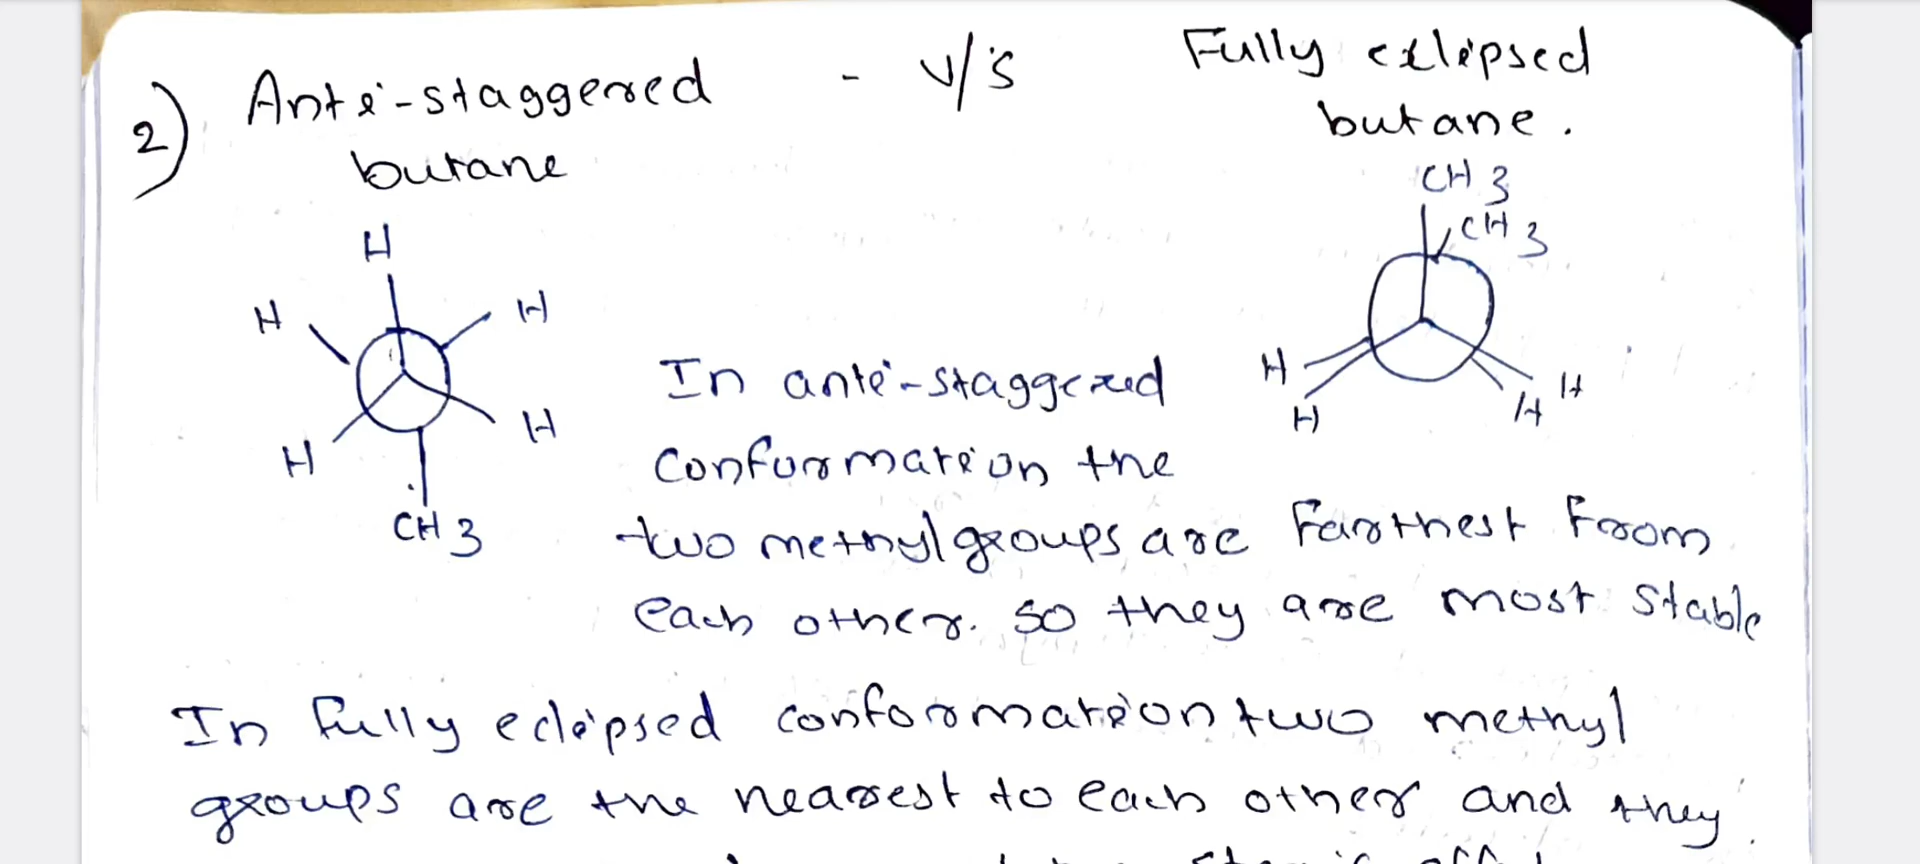 2) Anti-staggered - v/s Fully eclipsed
butane butane.
CH3
CH3
H
H H
H H
H H
H H
CH3
In anti-staggered
conformation the
two methyl groups are farthest from
each other. so they are most stable
In fully eclipsed conformation two methyl
groups are the nearest to each other and they